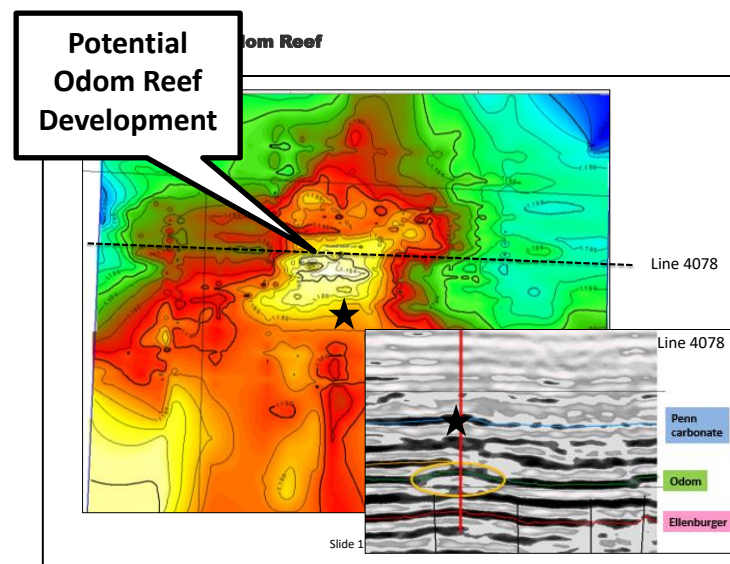 Potential
Odom Reef
Development
dom Reef
Line 4078
Line 4078
Penn
carbonate
Odom
Ellenburger
Slide 1